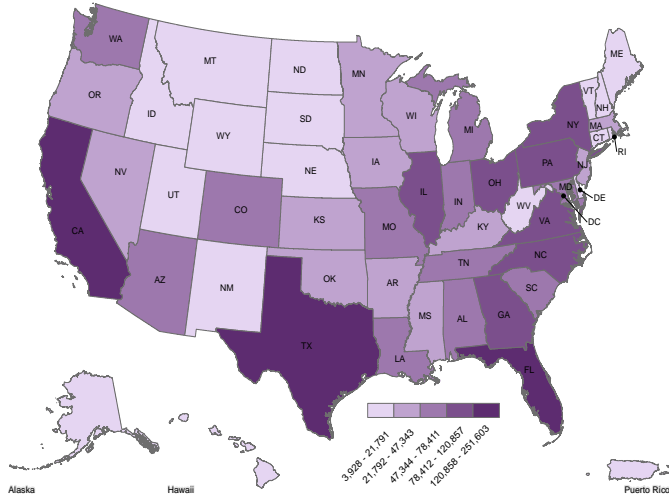 WA
MT
ND
MN
ME
VT
NH
OR
ID
SD
WI
MI
NY
MA
CT
RI
WY
NE
IA
PA
NJ
NV
UT
CO
KS
MO
IL
IN
OH
WV
MD
DE
DC
VA
KY
CA
AZ
NM
OK
AR
TN
NC
SC
TX
LA
MS
AL
GA
FL
3,928 - 21,791
21,792 - 47,343
47,344 - 78,411
78,412 - 120,857
120,858 - 251,603
Alaska
Hawaii
Puerto Rico